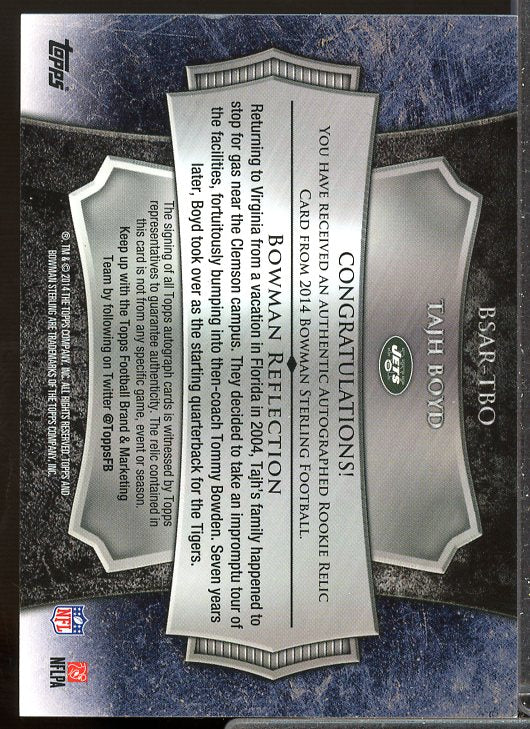 BSAR-TBO
TAJH BOYD
JETS
CONGRATULATIONS!
YOU HAVE RECEIVED AN AUTHENTIC AUTOGRAPHED ROOKIE RELIC
CARD FROM 2014 BOWMAN STERLING FOOTBALL.
BOWMAN REFLECTION
Returning to Virginia from a vacation in Florida in 2004, Tajh's family happened to
stop for gas near the Clemson campus. They decided to take an impromptu tour of
the facilities, fortuitously bumping into then-coach Tommy Bowden. Seven years
later, Boyd took over as the starting quarterback for the Tigers.
The signing of all Topps autograph cards is witnessed by Topps
representatives to guarantee authenticity. The relic contained in
this card is not from any specific game, event or season.
Keep up with the Topps Football Brand & Marketing
Team by following on Twitter @ToppsFB
®, TM & © 2014 THE TOPPS COMPANY, INC. ALL RIGHTS RESERVED. TOPPS AND
BOWMAN STERLING ARE TRADEMARKS OF THE TOPPS COMPANY, INC.
Topps
NFL
NFLPA